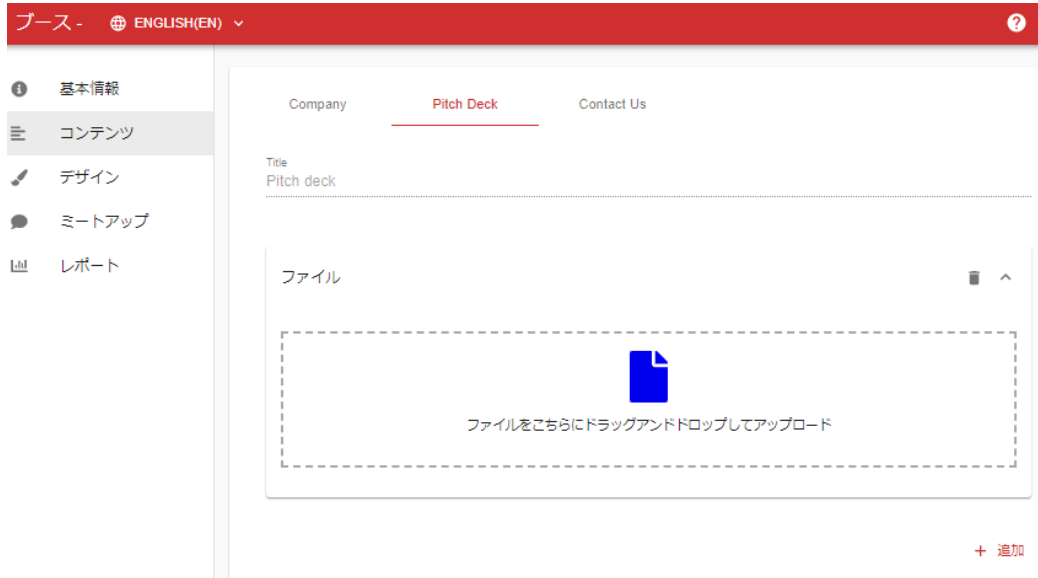 ブース - ENGLISH(EN)
基本情報
コンテンツ
デザイン
ミートアップ
レポート
Company Pitch Deck Contact Us
Title
Pitch deck
ファイル
ファイルをこちらにドラッグアンドドロップしてアップロード
+ 追加